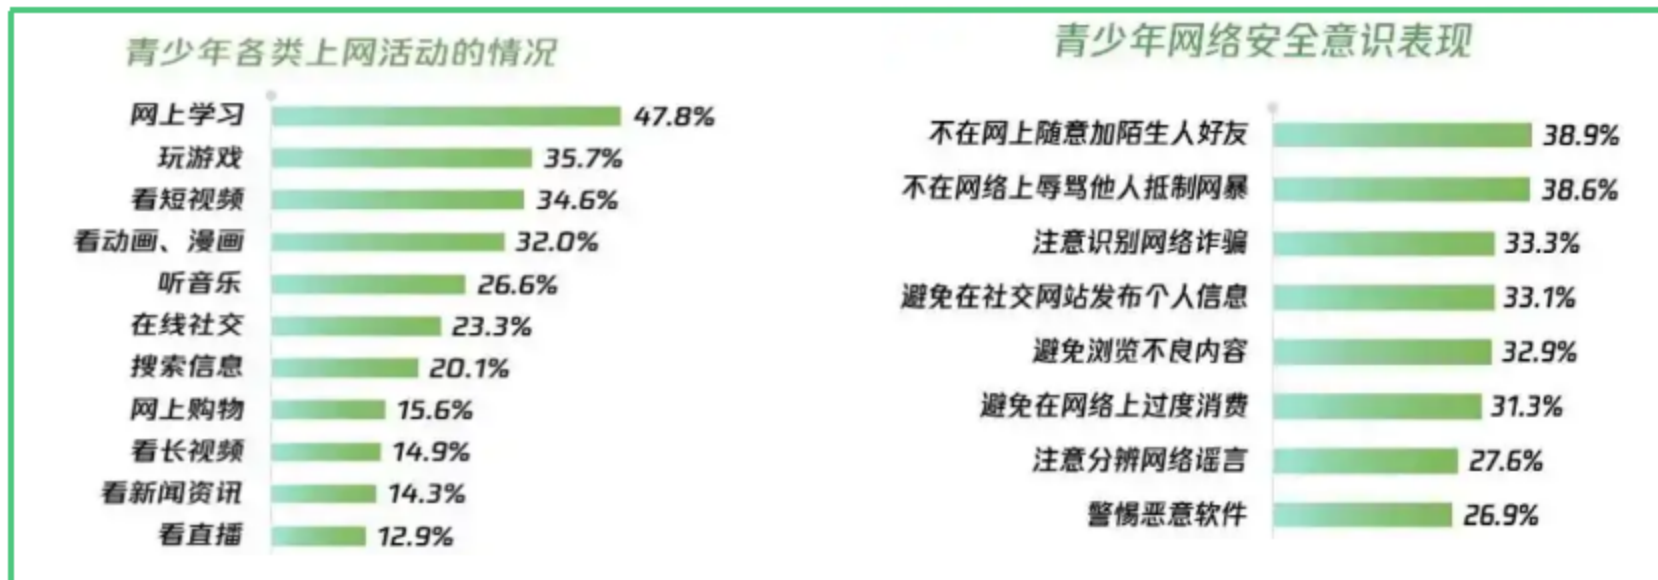 青少年各类上网活动的情况
网上学习 47.8%
玩游戏 35.7%
看短视频 34.6%
看动画、漫画 32.0%
听音乐 26.6%
在线社交 23.3%
搜索信息 20.1%
网上购物 15.6%
看长视频 14.9%
看新闻资讯 14.3%
看直播 12.9%
青少年网络安全意识表现
不在网上随意加陌生人好友 38.9%
不在网络上辱骂他人抵制网暴 38.6%
注意识别网络诈骗 33.3%
避免在社交网站发布个人信息 33.1%
避免浏览不良内容 32.9%
避免在网络上过度消费 31.3%
注意分辨网络谣言 27.6%
警惕恶意软件 26.9%